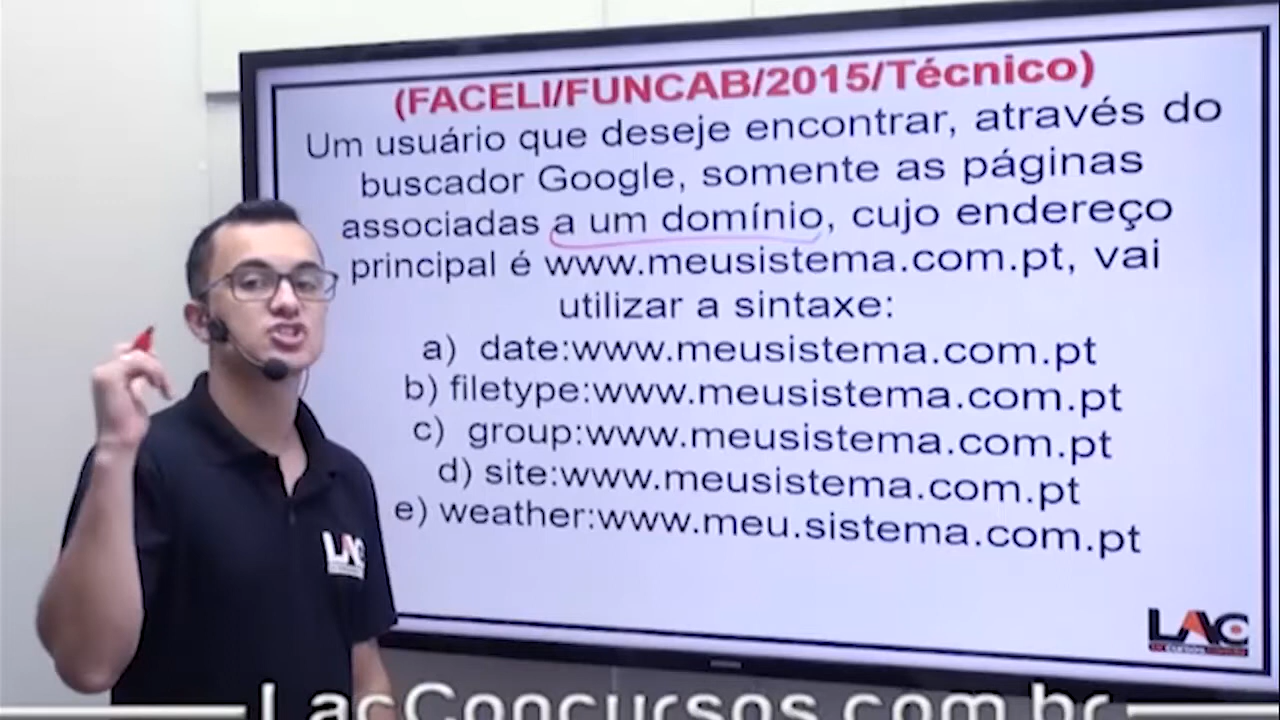 (FACELI/FUNCAB/2015/Técnico)
Um usuário que deseje encontrar, através do
buscador Google, somente as páginas
associadas a um domínio, cujo endereço
principal é www.meusistema.com.pt, vai
utilizar a sintaxe:
a) date:www.meusistema.com.pt
b) filetype:www.meusistema.com.pt
c) group:www.meusistema.com.pt
d) site:www.meusistema.com.pt
e) weather:www.meu.sistema.com.pt
LAC
LAC
LacConcursos.com.br